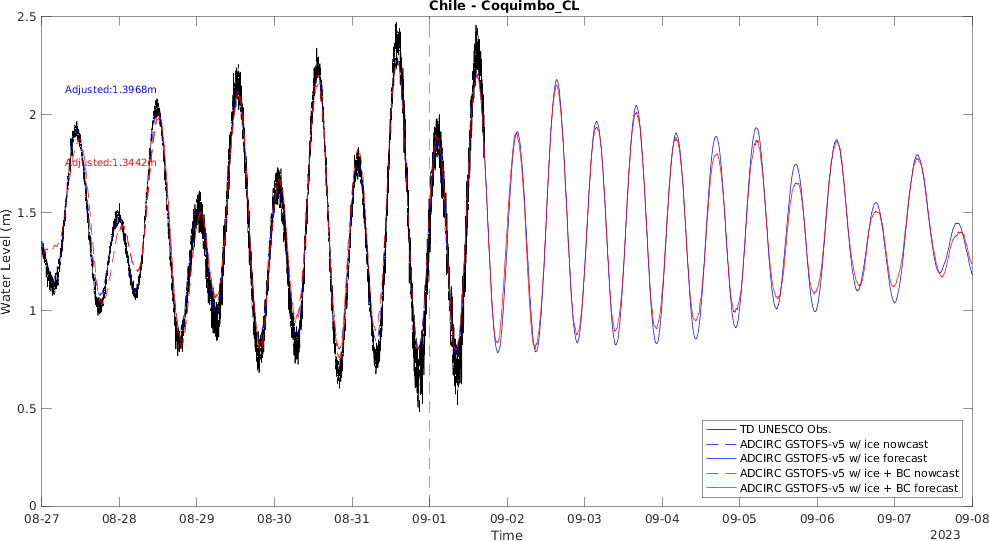 Chile - Coquimbo_CL
Water Level (m)
2.5
2
1.5
1
0.5
0
Adjusted:1.3968m
Adjusted:1.3442m
TD UNESCO Obs.
ADCIRC GSTOFS-v5 w/ ice nowcast
ADCIRC GSTOFS-v5 w/ ice forecast
ADCIRC GSTOFS-v5 w/ ice + BC nowcast
ADCIRC GSTOFS-v5 w/ ice + BC forecast
08-27 08-28 08-29 08-30 08-31 09-01 09-02 09-03 09-04 09-05 09-06 09-07 09-08
Time
2023